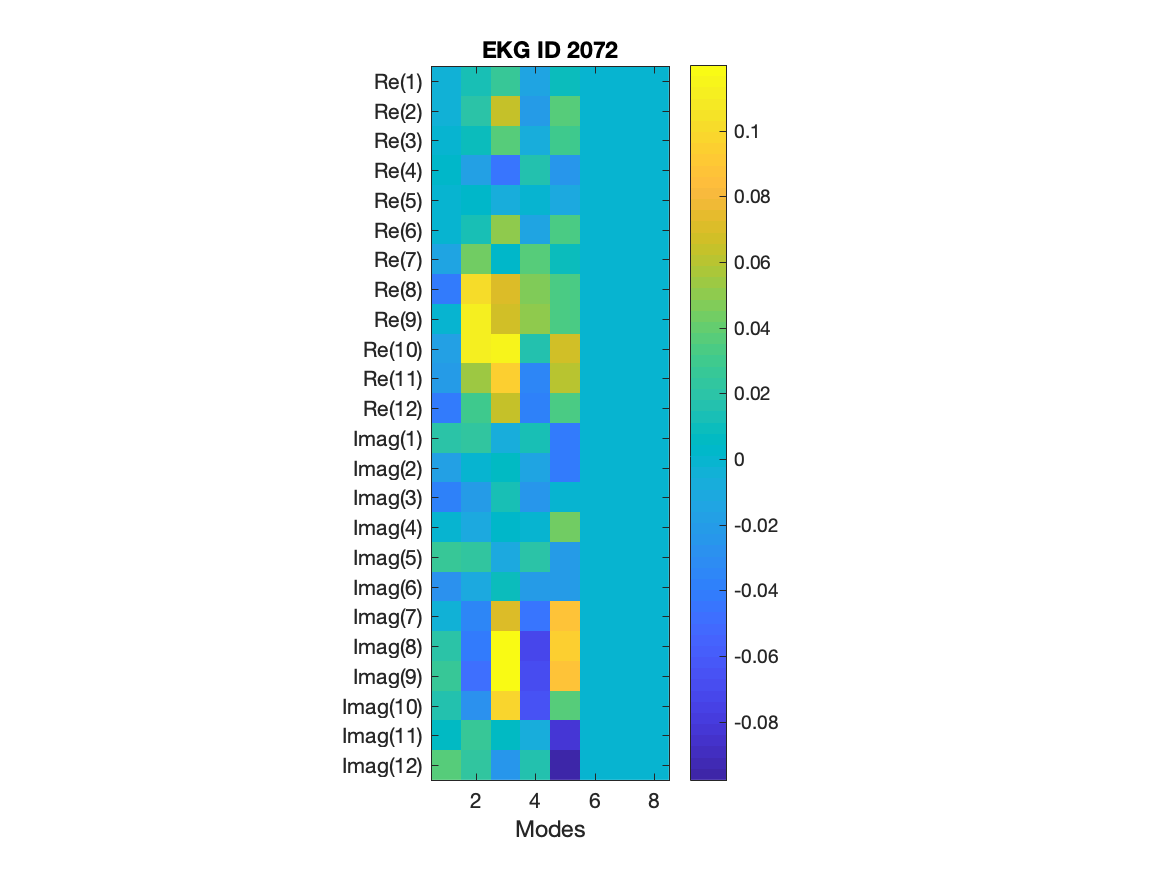 EKG ID 2072
Re(1)
Re(2)
Re(3)
Re(4)
Re(5)
Re(6)
Re(7)
Re(8)
Re(9)
Re(10)
Re(11)
Re(12)
Imag(1)
Imag(2)
Imag(3)
Imag(4)
Imag(5)
Imag(6)
Imag(7)
Imag(8)
Imag(9)
Imag(10)
Imag(11)
Imag(12)
2 4 6 8
Modes
0.1
0.08
0.06
0.04
0.02
0
-0.02
-0.04
-0.06
-0.08